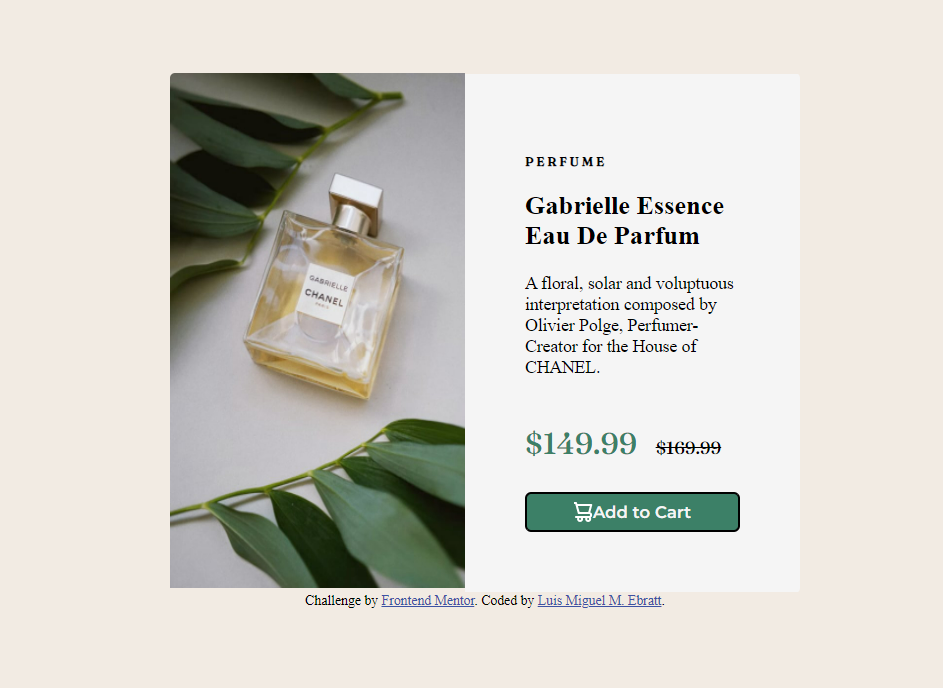 PERFUME
Gabrielle Essence
Eau De Parfum
A floral, solar and voluptuous
interpretation composed by
Olivier Polge, Perfumer-
Creator for the House of
CHANEL.
GABRIELLE
CHANEL
PARIS
$149.99 $169.99
Add to Cart
Challenge by Frontend Mentor. Coded by Luis Miguel M. Ebratt.